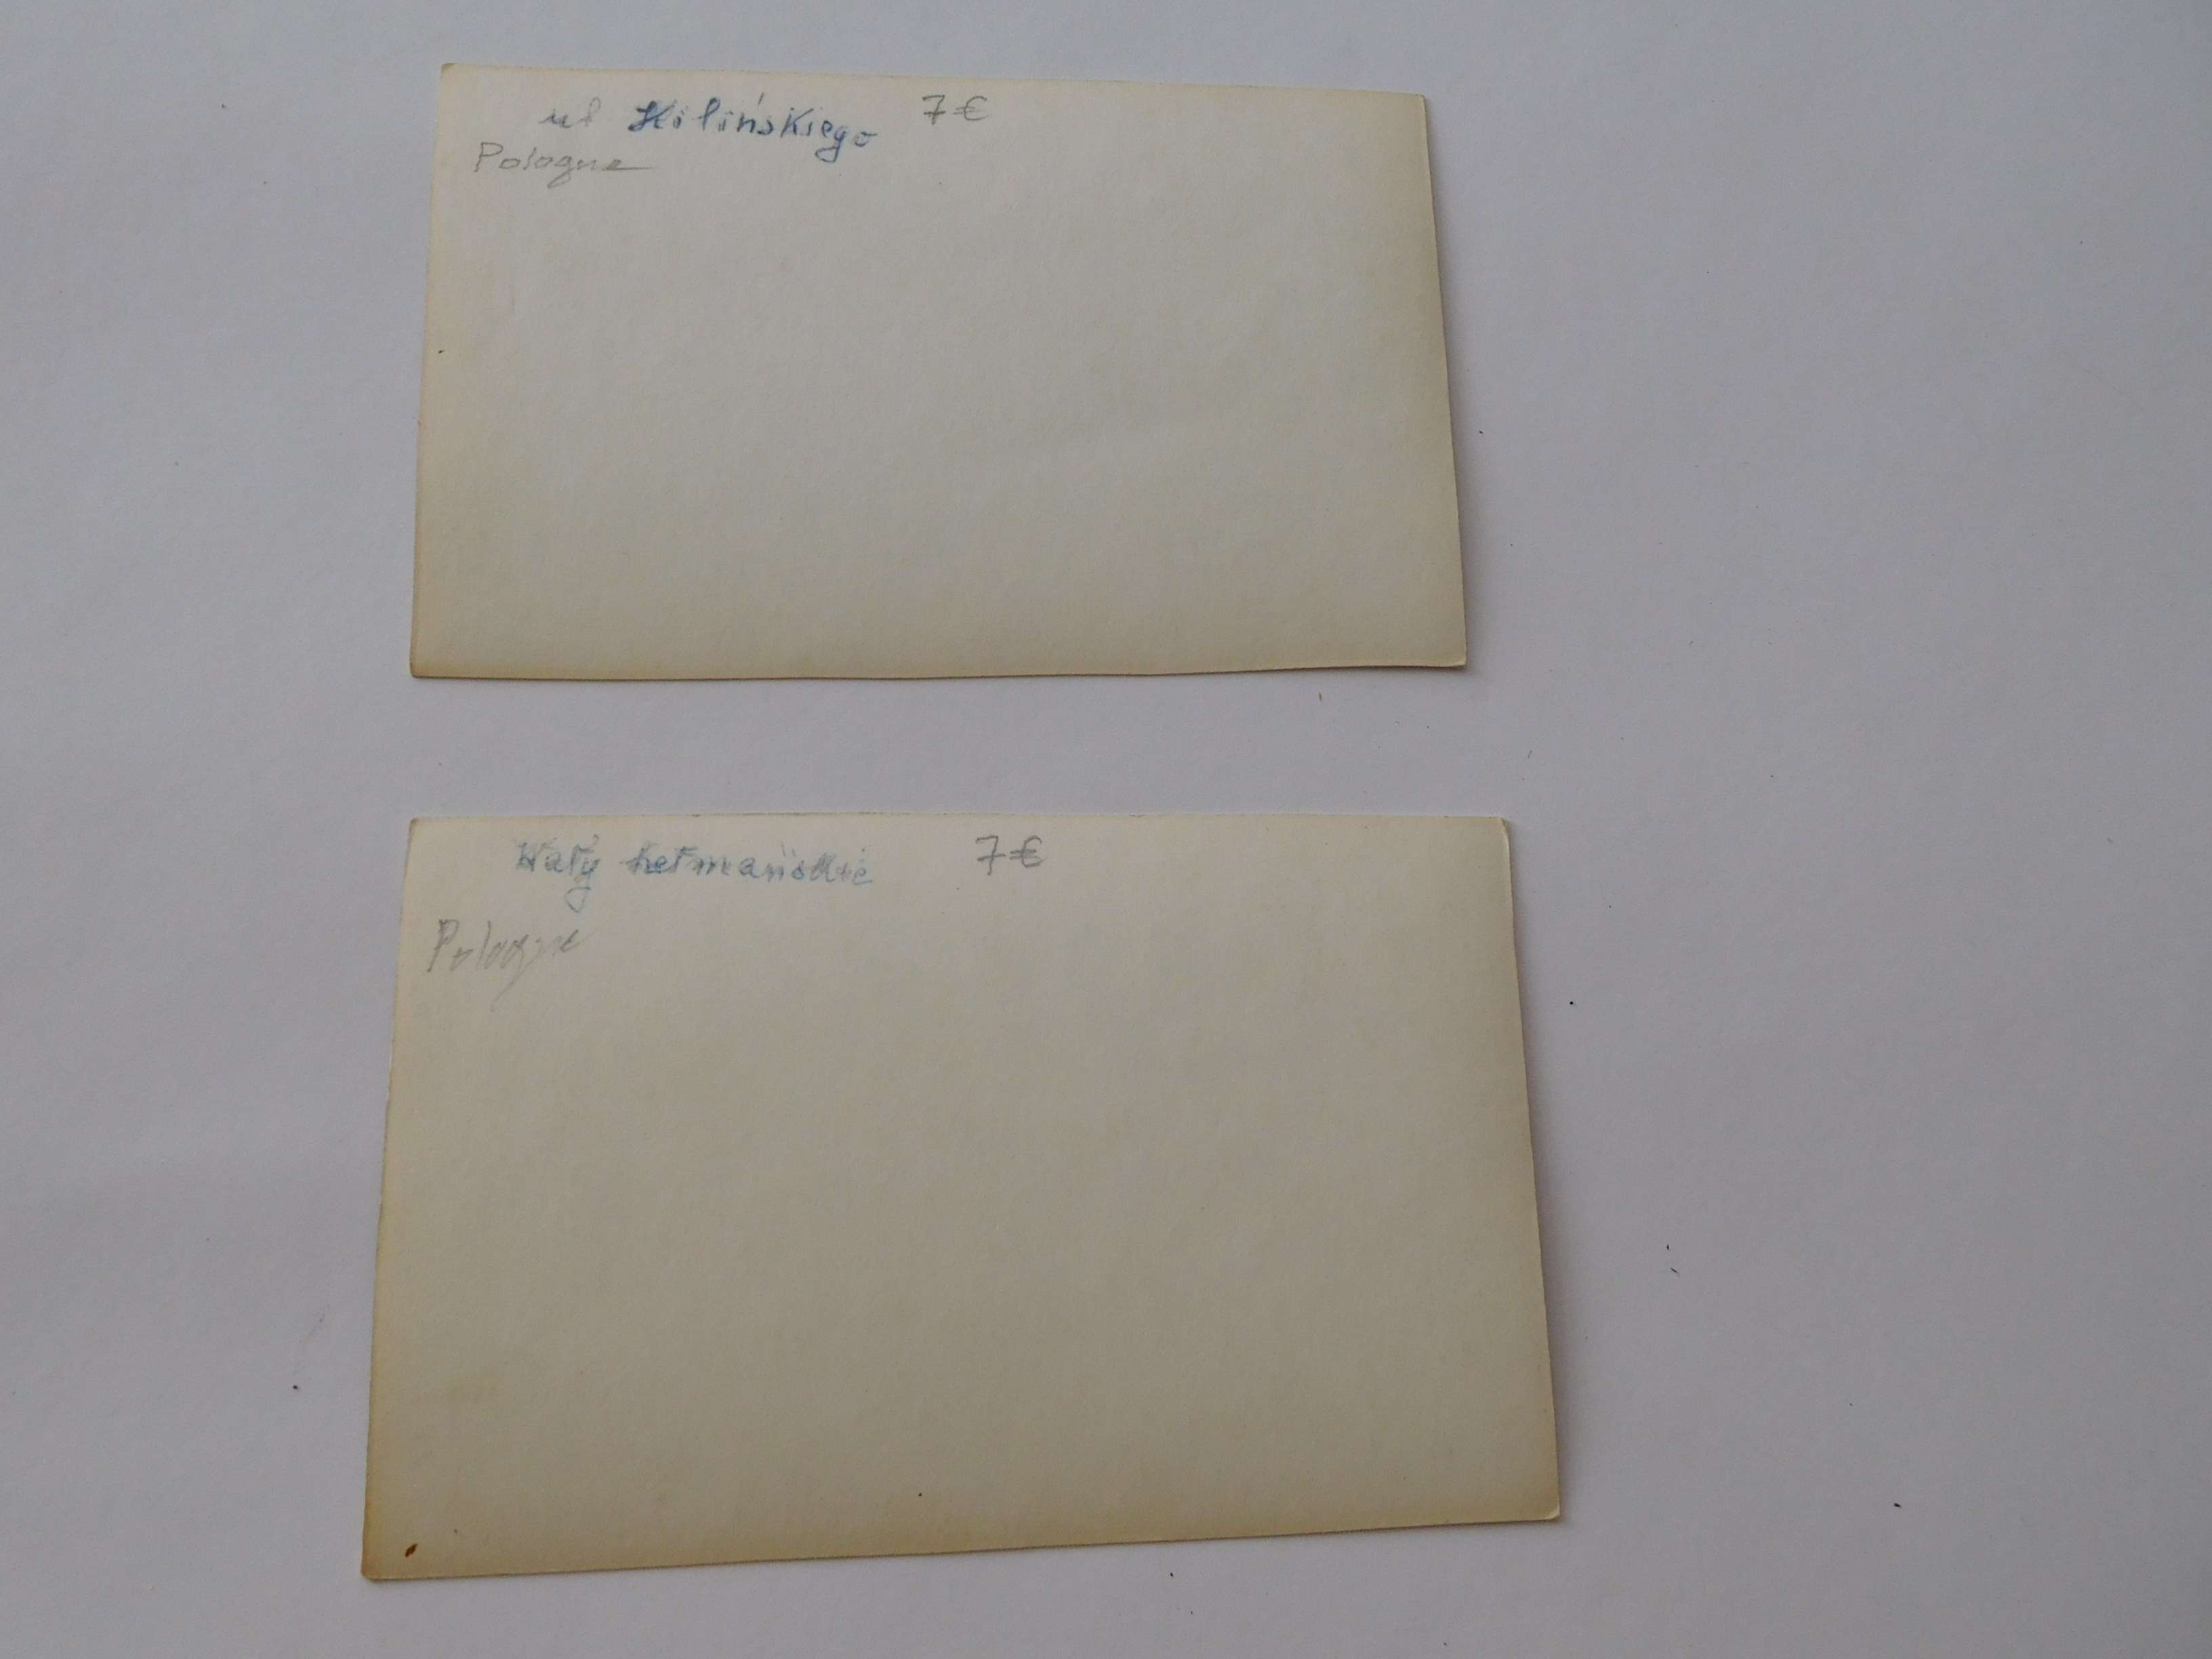 ul Kilińskiego 7€
Pologne
Wały hetmańskie 7€
Pologne